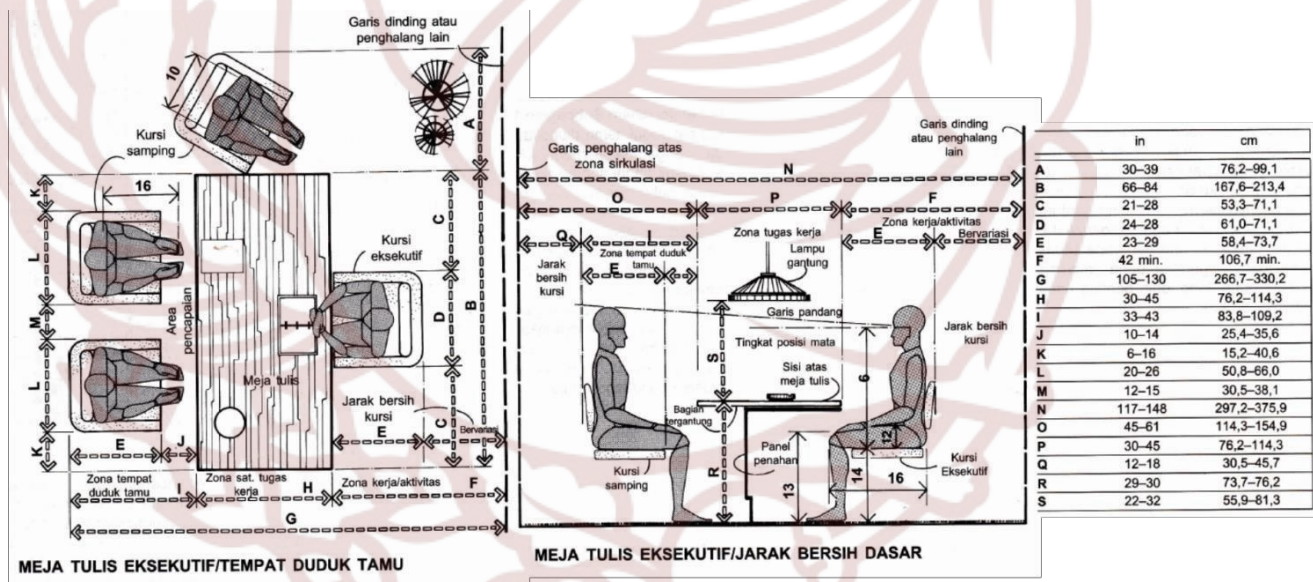 Garis dinding atau
penghalang lain
10
A
Kursi
samping
K
16
L
C
Kursi
eksekutif
Area
pencapaian
M
D
B
L
Meja tulis
Jarak bersih
kursi
K
E
J
E
C
Bervariasi
Zona tempat
duduk tamu
I
Zona sat. tugas
kerja
H
Zona kerja/aktivitas
F
G
MEJA TULIS EKSEKUTIF/TEMPAT DUDUK TAMU
Garis penghalang atas
zona sirkulasi
Garis dinding
atau penghalang
lain
N
O
P
F
Zona kerja/aktivitas
Q
I
Zona tugas kerja
E
Bervariasi
Jarak
bersih
kursi
Zona tempat duduk
tamu
E
Lampu
gantung
Garis pandang
S
Tingkat posisi mata
Jarak bersih
kursi
Sisi atas
meja tulis
6
Bagian
tergantung
12
Kursi
samping
R
Panel
penahan
13
14
16
Kursi
Eksekutif
MEJA TULIS EKSEKUTIF/JARAK BERSIH DASAR
in cm
A 30–39 76,2–99,1
B 66–84 167,6–213,4
C 21–28 53,3–71,1
D 24–28 61,0–71,1
E 23–29 58,4–73,7
F 42 min. 106,7 min.
G 105–130 266,7–330,2
H 30–45 76,2–114,3
I 33–43 83,8–109,2
J 10–14 25,4–35,6
K 6–16 15,2–40,6
L 20–26 50,8–66,0
M 12–15 30,5–38,1
N 117–148 297,2–375,9
O 45–61 114,3–154,9
P 30–45 76,2–114,3
Q 12–18 30,5–45,7
R 29–30 73,7–76,2
S 22–32 55,9–81,3